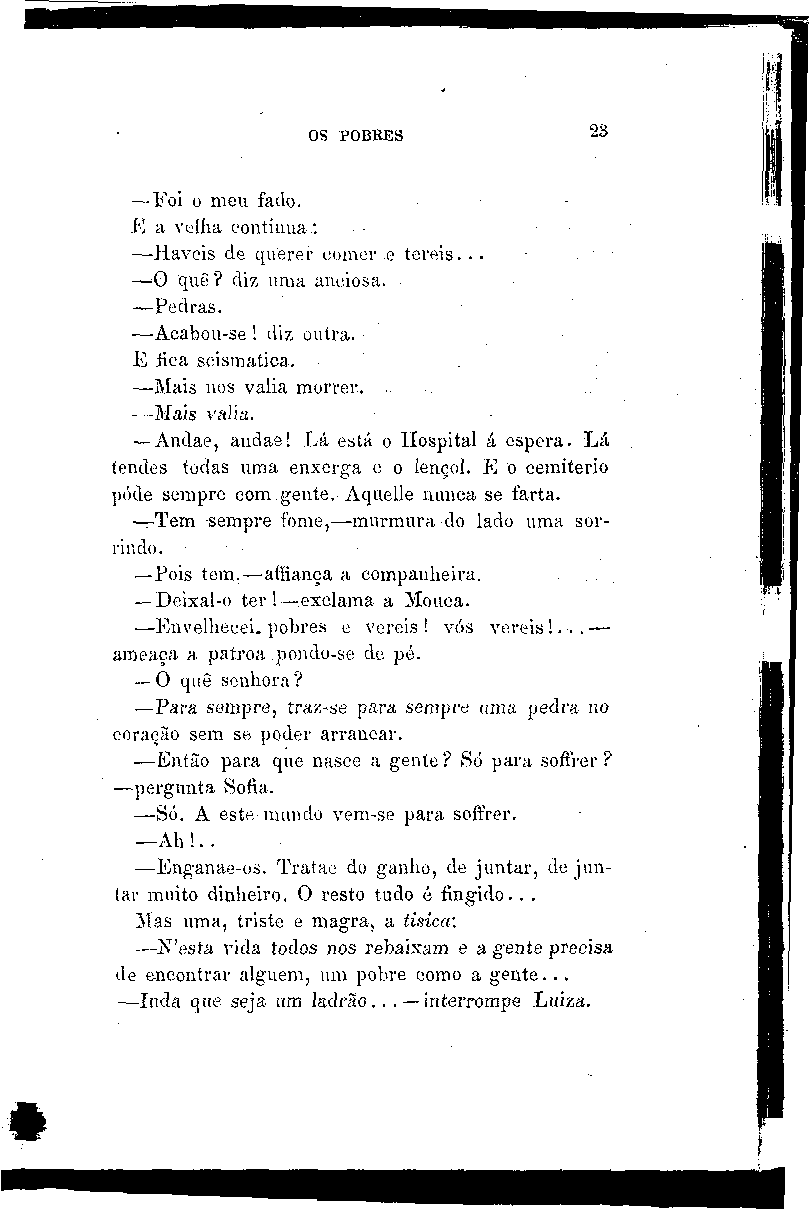 OS POBRES 23
—Foi o meu fado.
E a velha continua:
—Haveis de querer comer e tereis...
—O quê? diz uma anciosa.
—Pedras.
—Acabou-se! diz outra.
E fica scismatica.
—Mais nos valia morrer.
—Mais valia.
—Andae, andae! Lá está o Hospital á espera. Lá
tendes todas uma enxerga e o lençol. E o cemiterio
póde sempre com gente. Aquelle nunca se farta.
—Tem sempre fome,—murmura do lado uma sor-
rindo.
—Pois tem.—affiança a companheira.
—Deixal-o ter!—exclama a Mouca.
—Envelhecei, pobres e vereis! vós vereis!...—
ameaça a patroa pondo-se de pé.
—O quê senhora?
—Para sempre, traz-se para sempre uma pedra no
coração sem se poder arrancar.
—Então para que nasce a gente? Só para soffrer?
—pergunta Sofia.
—Só. A este mundo vem-se para soffrer.
—Ah!..
—Enganae-os. Tratae do ganho, de juntar, de jun-
tar muito dinheiro. O resto tudo é fingido...
Mas uma, triste e magra, a tisica:
—N'esta vida todos nos rebaixam e a gente precisa
de encontrar alguem, um pobre como a gente...
—Inda que seja um ladrão...—interrompe Luiza.